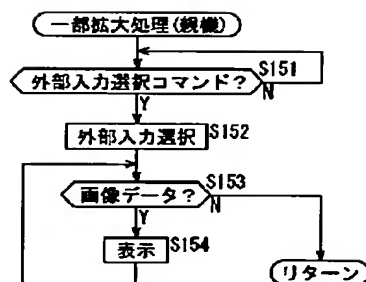 一部拡大処理(親機)
外部入力選択コマンド? S151
N
Y
外部入力選択 S152
画像データ? S153
N
Y
表示 S154
リターン